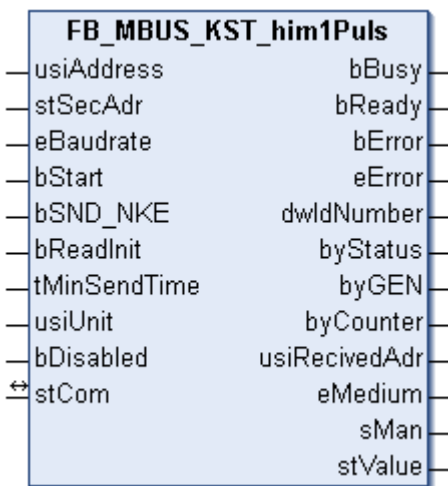 FB_MBUS_KST_him1Puls
usiAddress bBusy
stSecAdr bReady
eBaudrate bError
bStart eError
bSND_NKE dwIdNumber
bReadInit byStatus
tMinSendTime byGEN
usiUnit byCounter
bDisabled usiRecivedAdr
stCom eMedium
sMan
stValue